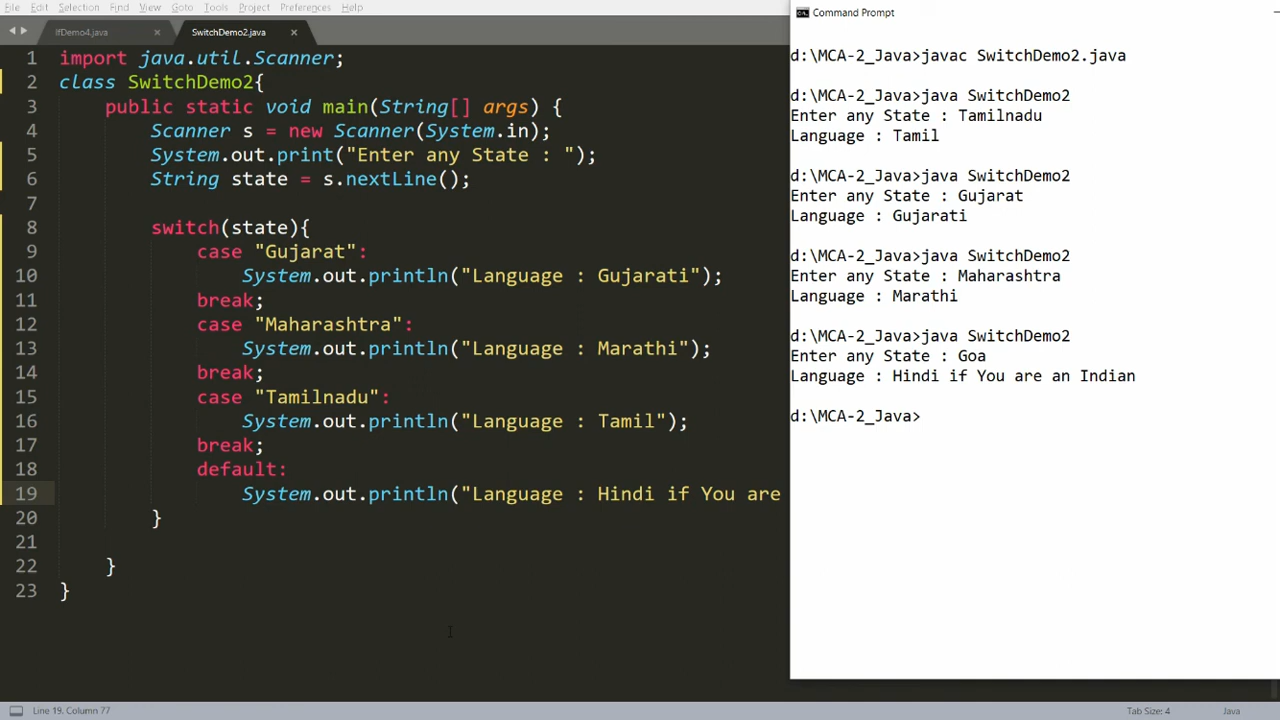 File Edit Selection Find View Goto Tools Project Preferences Help
IfDemo4.java × SwitchDemo2.java ×
1 import java.util.Scanner;
2 class SwitchDemo2{
3 public static void main(String[] args) {
4 Scanner s = new Scanner(System.in);
5 System.out.print("Enter any State : ");
6 String state = s.nextLine();
7
8 switch(state){
9 case "Gujarat":
10 System.out.println("Language : Gujarati");
11 break;
12 case "Maharashtra":
13 System.out.println("Language : Marathi");
14 break;
15 case "Tamilnadu":
16 System.out.println("Language : Tamil");
17 break;
18 default:
19 System.out.println("Language : Hindi if You are
20 }
21
22 }
23 }
Line 19, Column 77
Tab Size: 4 Java
Command Prompt
d:\MCA-2_Java>javac SwitchDemo2.java
d:\MCA-2_Java>java SwitchDemo2
Enter any State : Tamilnadu
Language : Tamil
d:\MCA-2_Java>java SwitchDemo2
Enter any State : Gujarat
Language : Gujarati
d:\MCA-2_Java>java SwitchDemo2
Enter any State : Maharashtra
Language : Marathi
d:\MCA-2_Java>java SwitchDemo2
Enter any State : Goa
Language : Hindi if You are an Indian
d:\MCA-2_Java>